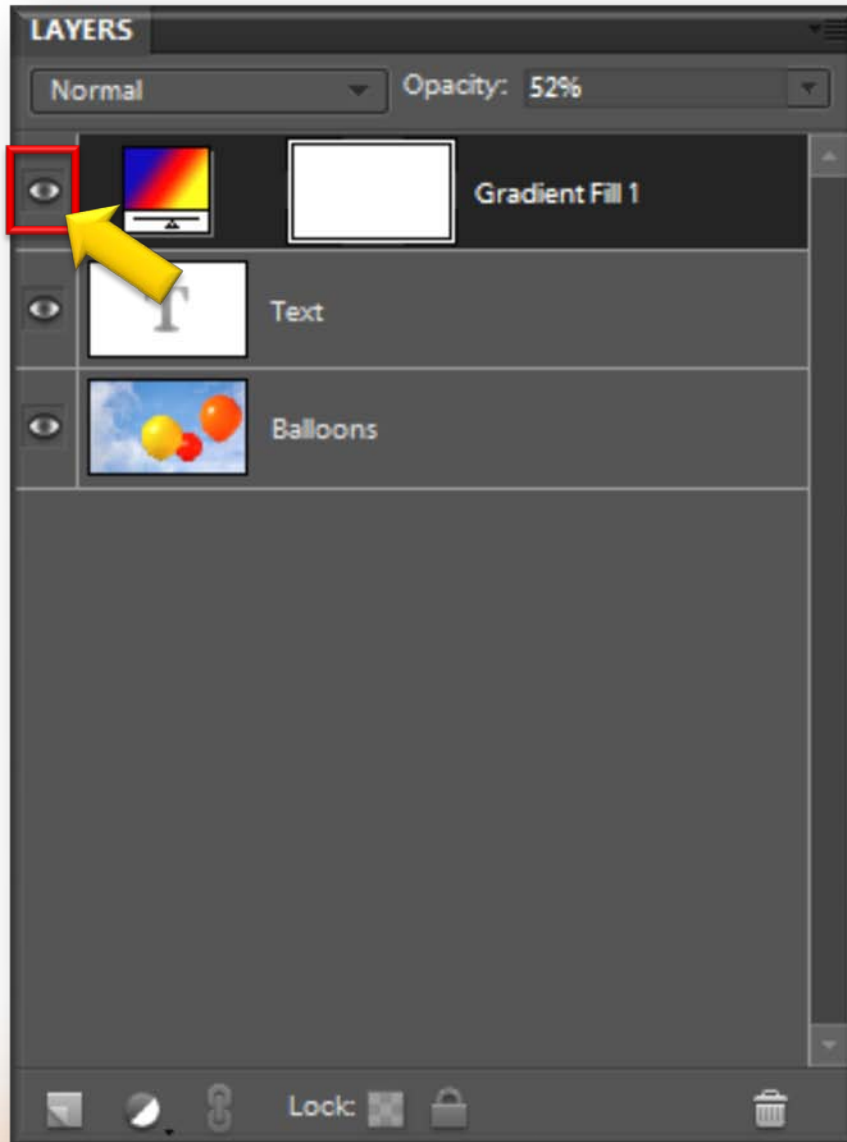 LAYERS
Normal Opacity: 52%
Gradient Fill 1
T Text
Balloons
Lock: